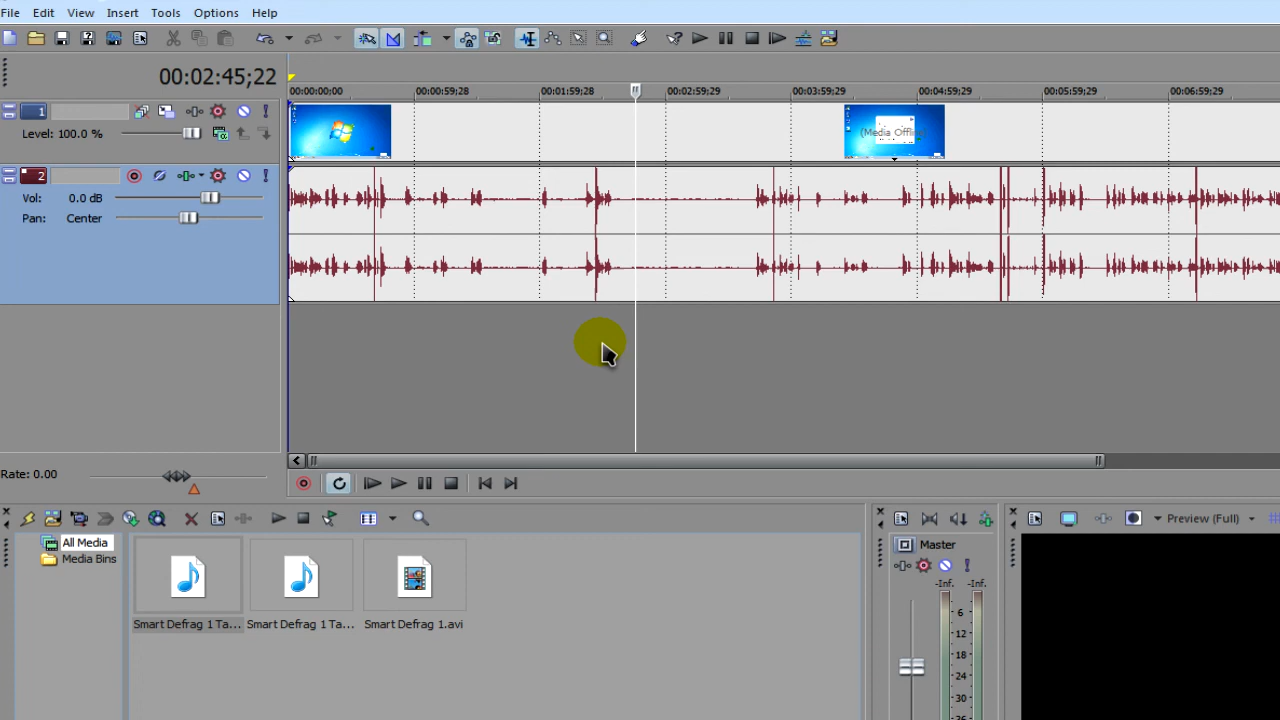 File Edit View Insert Tools Options Help
00:02:45;22
00:00:00;00 00:00:59;28 00:01:59;28 00:02:59;29 00:03:59;29 00:04:59;29 00:05:59;29 00:06:59;29
1
Level: 100.0 %
(Media Offline)
2
Vol: 0.0 dB
Pan: Center
Rate: 0.00
Preview (Full)
All Media
Media Bins
Master
-Inf. -Inf.
6
12
18
24
30
36
Smart Defrag 1 Ta... Smart Defrag 1 Ta... Smart Defrag 1.avi